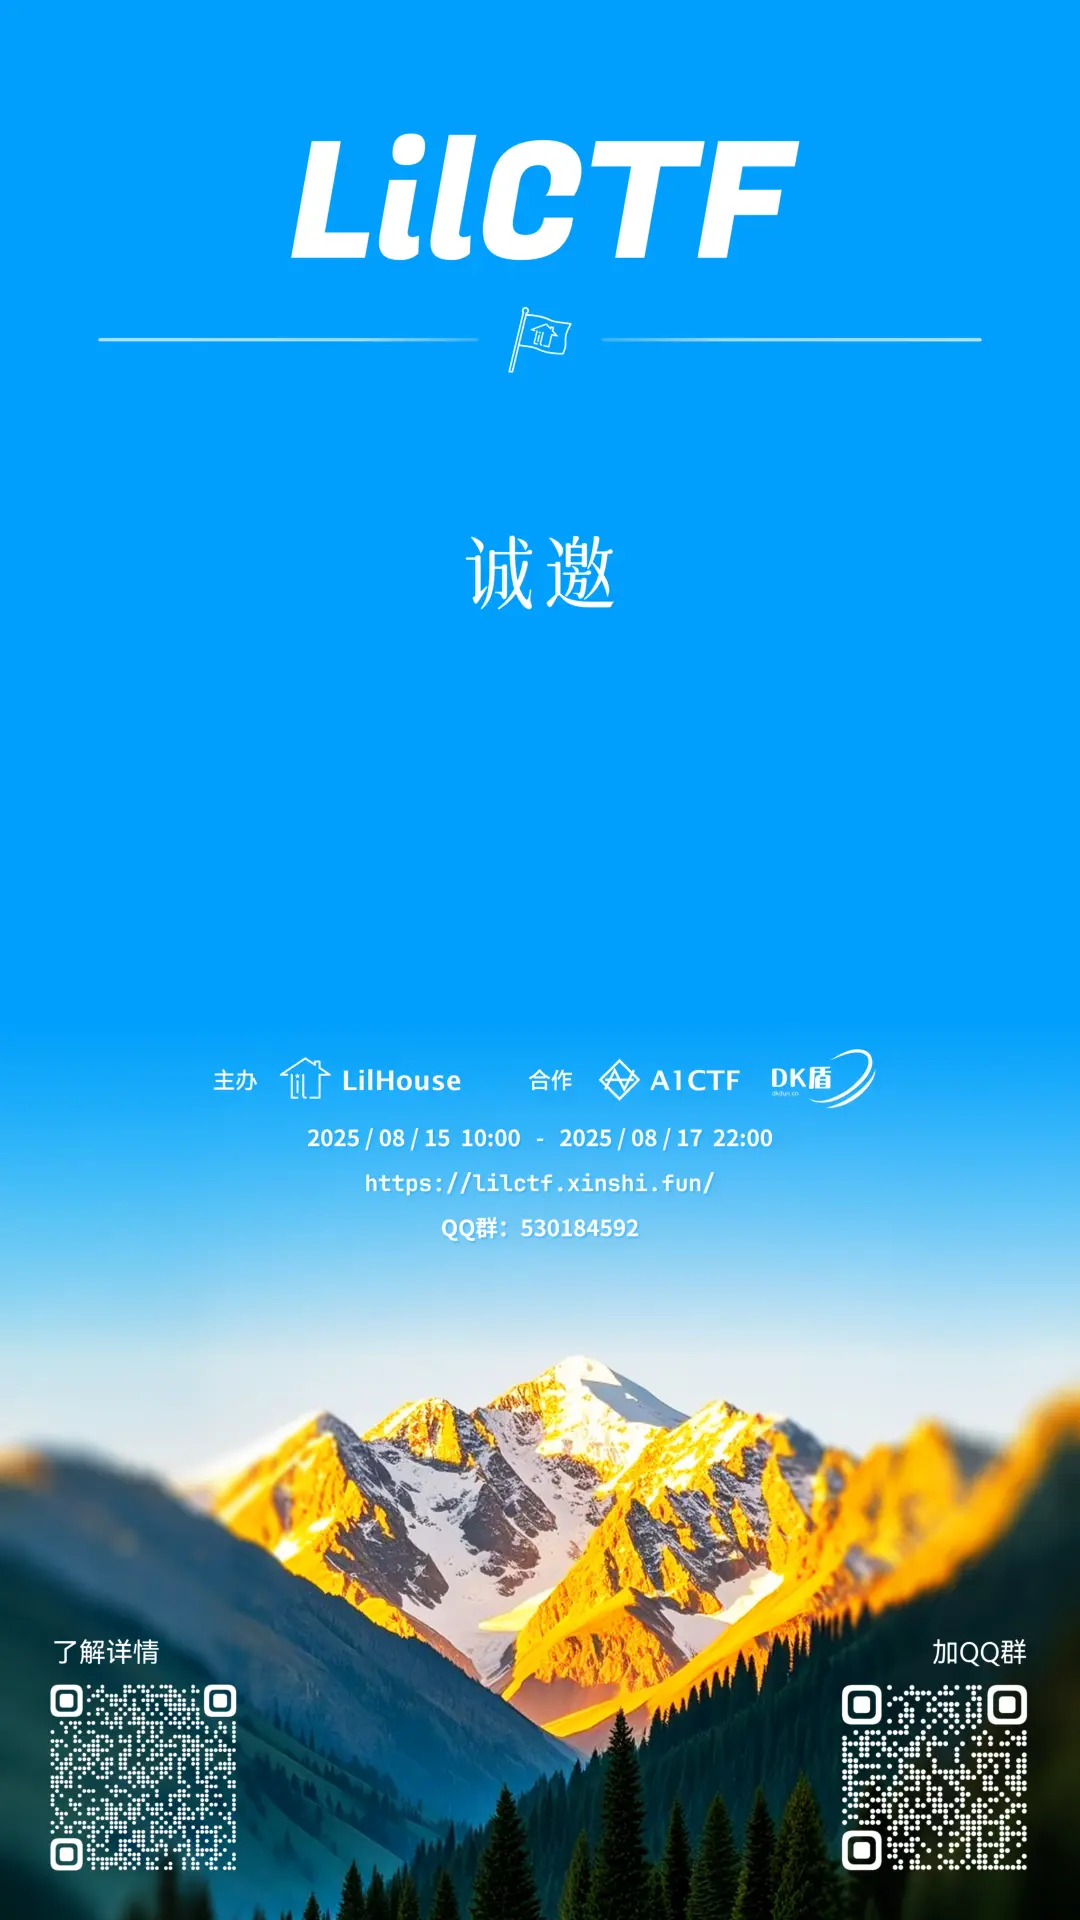 LilCTF
诚邀
主办 LilHouse 合作 A1CTF DK盾
dkdun.cn
2025 / 08 / 15 10:00 - 2025 / 08 / 17 22:00
https://lilctf.xinshi.fun/
QQ群：530184592
了解详情
加QQ群